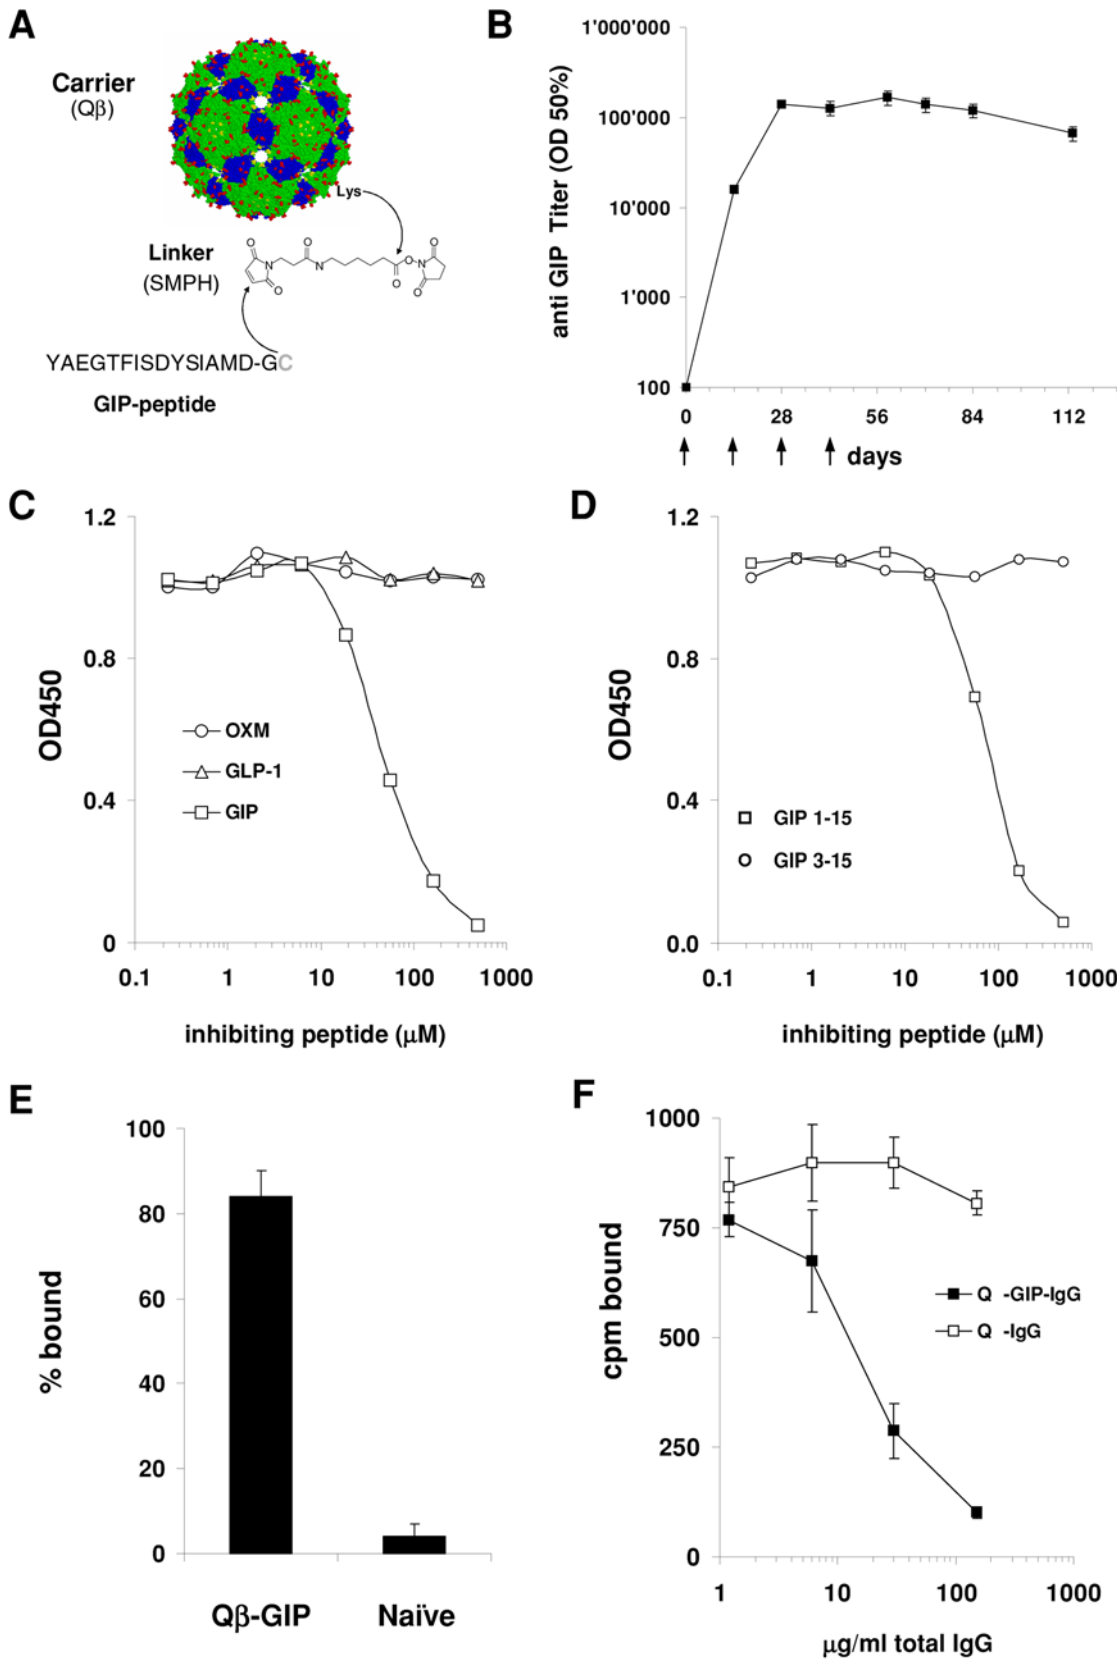 A
Carrier
(Qβ)
Lys
Linker
(SMPH)
O
O
N
N
O
O
O
O
N
O
O
YAEGTFISDYSIAMD-GC
GIP-peptide
B
anti GIP Titer (OD 50%)
1'000'000
100'000
10'000
1'000
100
0 28 56 84 112
days
C
OD450
1.2
0.8
0.4
0
OXM
GLP-1
GIP
0.1 1 10 100 1000
inhibiting peptide (μM)
D
OD450
1.2
0.8
0.4
0.0
GIP 1-15
GIP 3-15
0.1 1 10 100 1000
inhibiting peptide (μM)
E
% bound
100
80
60
40
20
0
Qβ-GIP Naïve
F
cpm bound
1000
750
500
250
0
Q -GIP-IgG
Q -IgG
1 10 100 1000
μg/ml total IgG